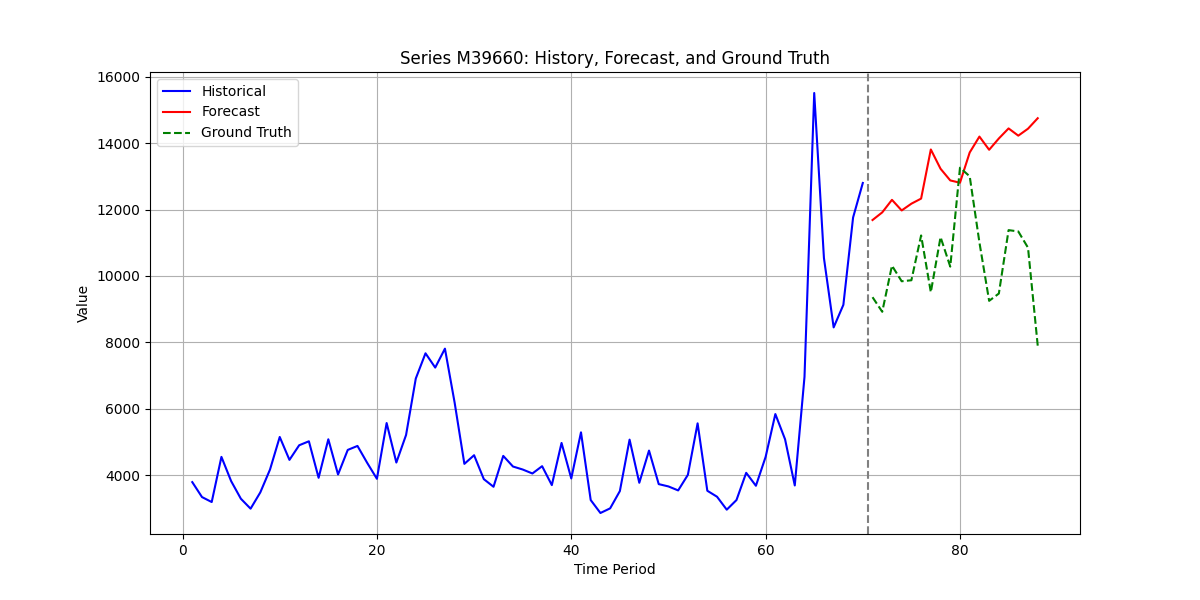 Series M39660: History, Forecast, and Ground Truth
Historical
Forecast
Ground Truth
16000
14000
12000
10000
8000
6000
4000
Value
0
20
40
60
80
Time Period